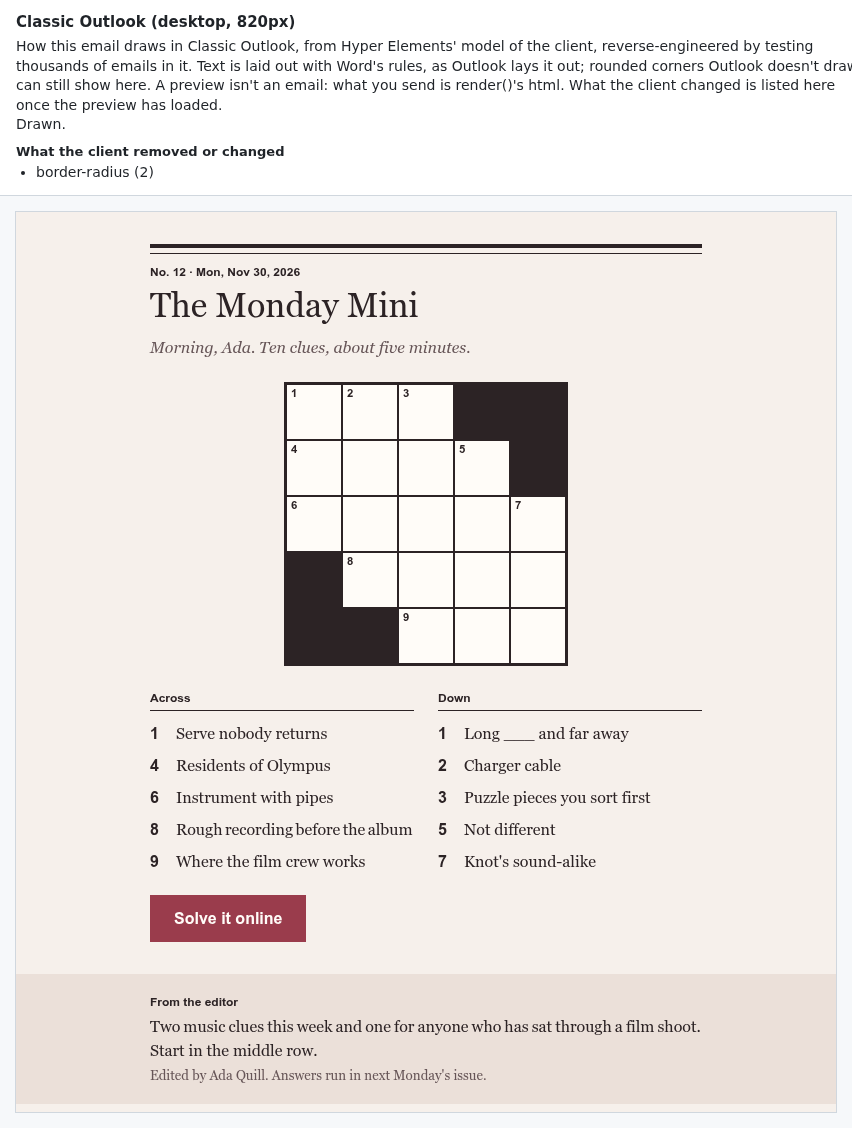 Classic Outlook (desktop, 820px)
How this email draws in Classic Outlook, from Hyper Elements' model of the client, reverse-engineered by testing
thousands of emails in it. Text is laid out with Word's rules, as Outlook lays it out; rounded corners Outlook doesn't draw
can still show here. A preview isn't an email: what you send is render()'s html. What the client changed is listed here
once the preview has loaded.
Drawn.
What the client removed or changed
• border-radius (2)
No. 12 · Mon, Nov 30, 2026
The Monday Mini
Morning, Ada. Ten clues, about five minutes.
1 2 3
4 5
6 7
8
9
Across
1 Serve nobody returns
4 Residents of Olympus
6 Instrument with pipes
8 Rough recording before the album
9 Where the film crew works
Down
1 Long ___ and far away
2 Charger cable
3 Puzzle pieces you sort first
5 Not different
7 Knot's sound-alike
Solve it online
From the editor
Two music clues this week and one for anyone who has sat through a film shoot.
Start in the middle row.
Edited by Ada Quill. Answers run in next Monday's issue.